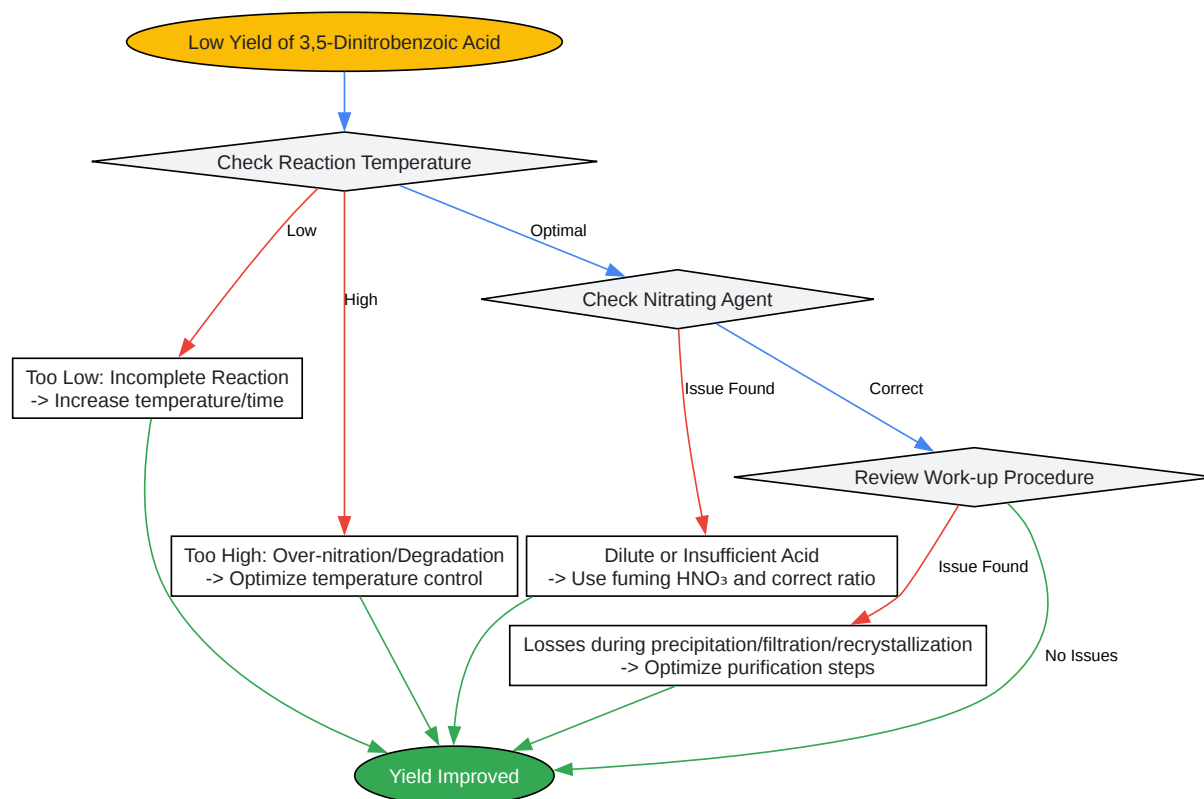 Low Yield of 3,5-Dinitrobenzoic Acid
Check Reaction Temperature
Low
Optimal
High
Check Nitrating Agent
Too Low: Incomplete Reaction
-> Increase temperature/time
Issue Found
Correct
Review Work-up Procedure
Too High: Over-nitration/Degradation
-> Optimize temperature control
Dilute or Insufficient Acid
-> Use fuming HNO₃ and correct ratio
Issue Found
Losses during precipitation/filtration/recrystallization
-> Optimize purification steps
No Issues
Yield Improved